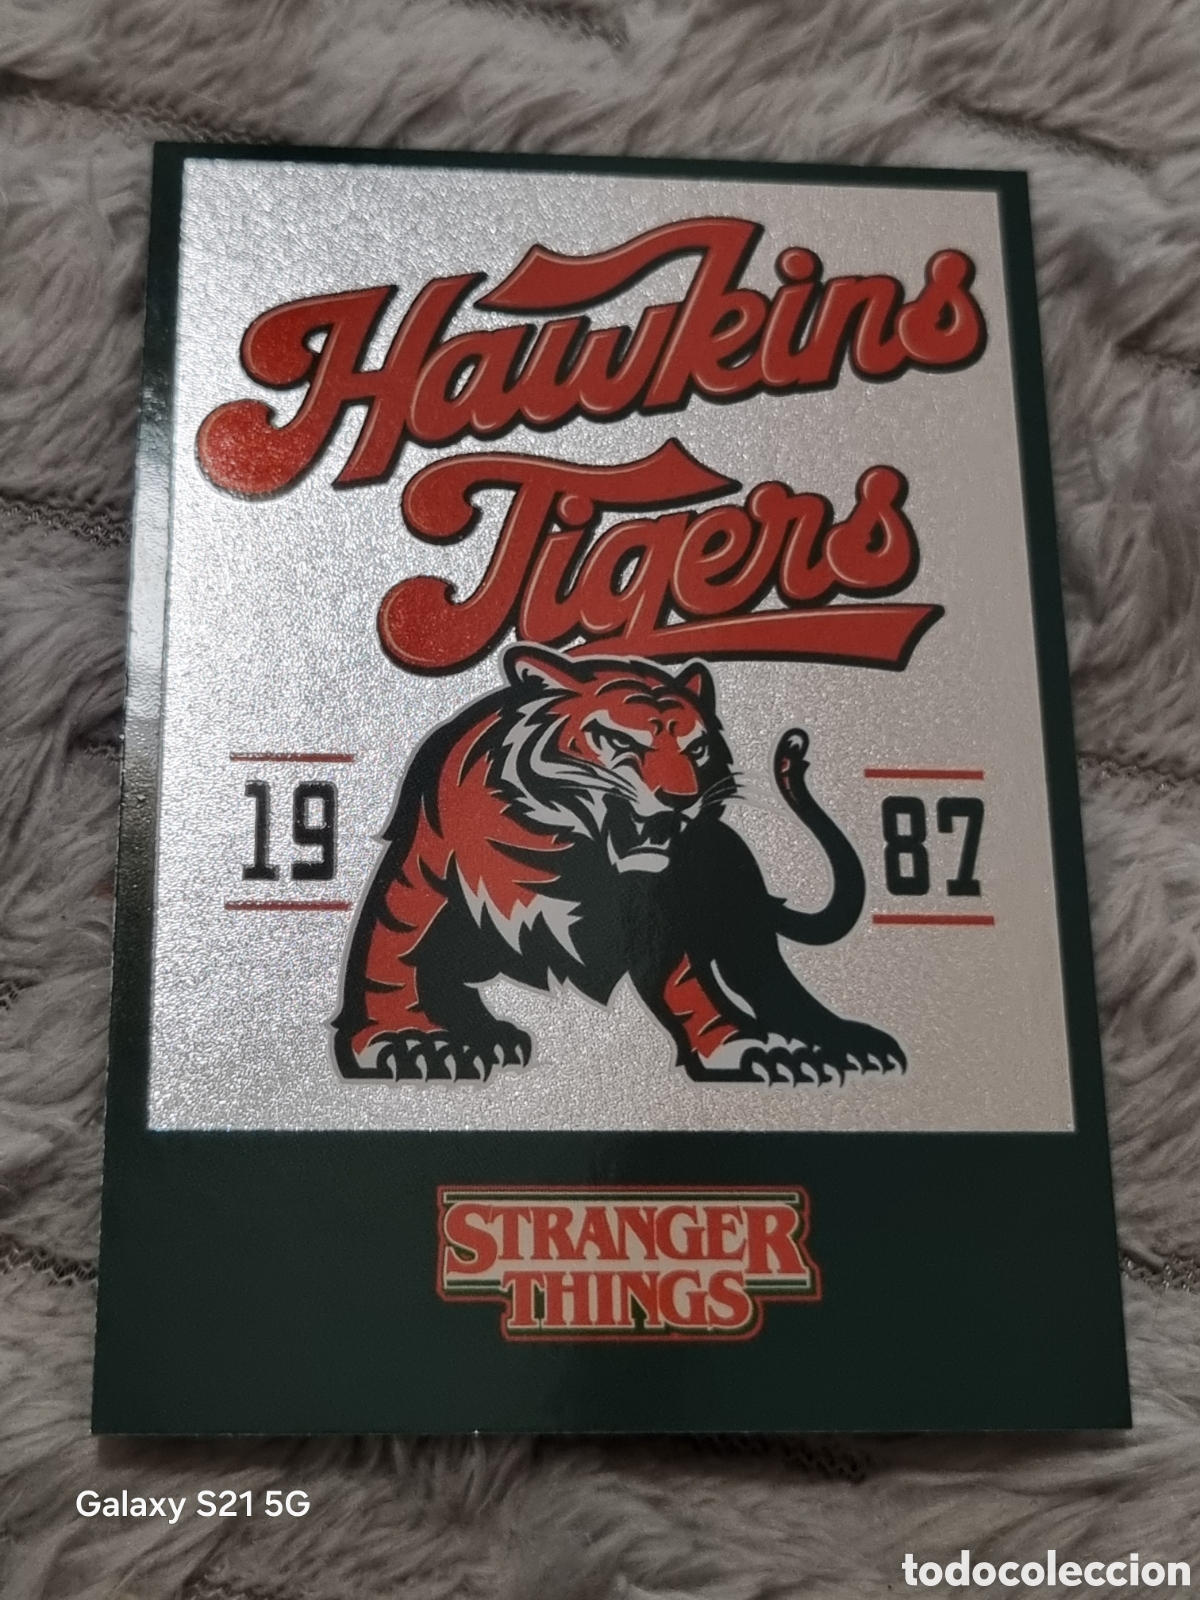 Hawkins
Tigers
19 87
STRANGER
THINGS
Galaxy S21 5G
todocoleccion